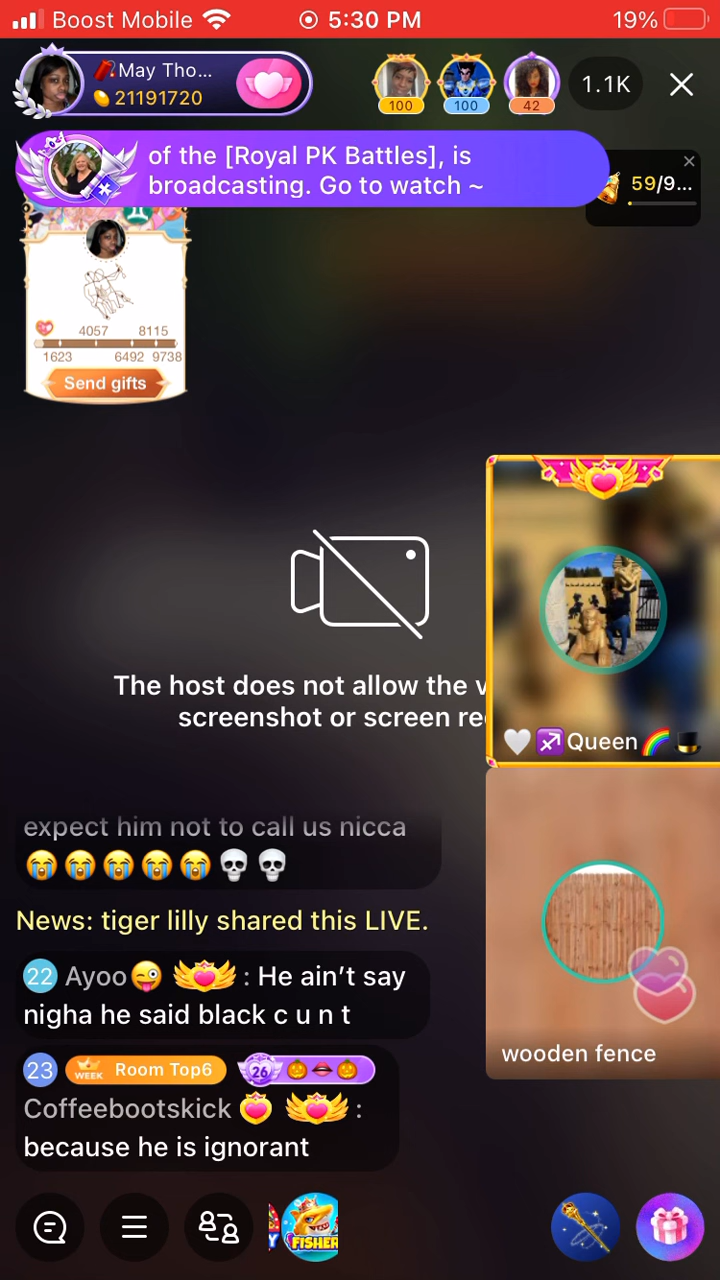 Boost Mobile
5:30 PM
19%
May Tho...
21191720
100
100
42
1.1K
of the [Royal PK Battles], is
broadcasting. Go to watch ~
59/9...
4057 8115
1623 6492 9738
Send gifts
The host does not allow the v
screenshot or screen re
🤍♐Queen🌈🎩
expect him not to call us nicca
😭😭😭😭😭💀💀
News: tiger lilly shared this LIVE.
22 Ayoo😜 : He ain't say
nigha he said black c u n t
wooden fence
23 WEEK Room Top6 26 🎃👄🎃
Coffeebootskick :
because he is ignorant
FISHER